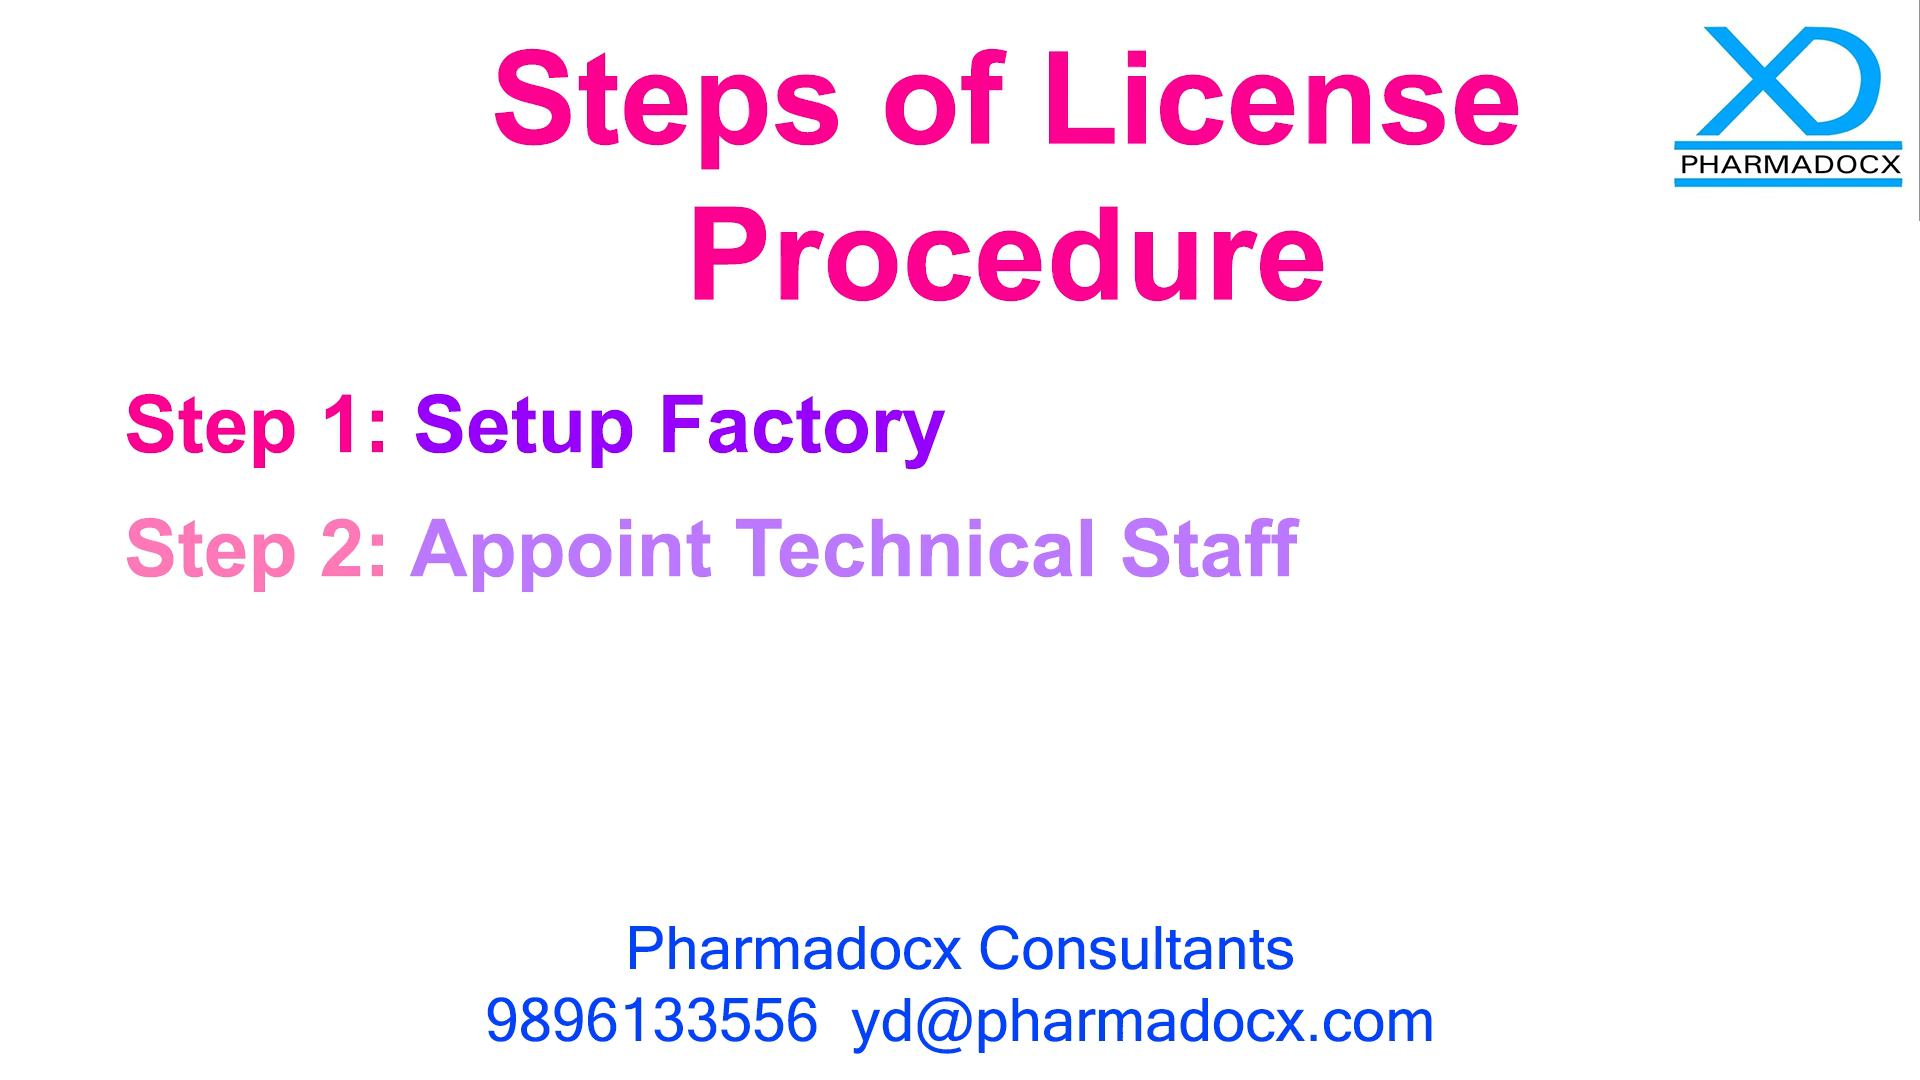 Steps of License
Procedure
XD
PHARMADOCX
Step 1: Setup Factory
Step 2: Appoint Technical Staff
Pharmadocx Consultants
9896133556 yd@pharmadocx.com